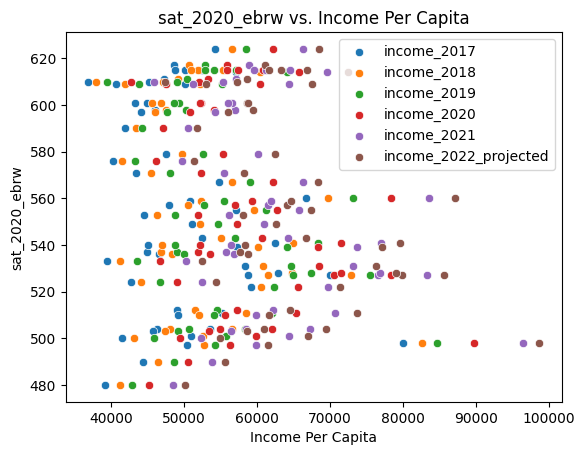 sat_2020_ebrw vs. Income Per Capita
income_2017
income_2018
income_2019
income_2020
income_2021
income_2022_projected
sat_2020_ebrw
620
600
580
560
540
520
500
480
40000 50000 60000 70000 80000 90000 100000
Income Per Capita